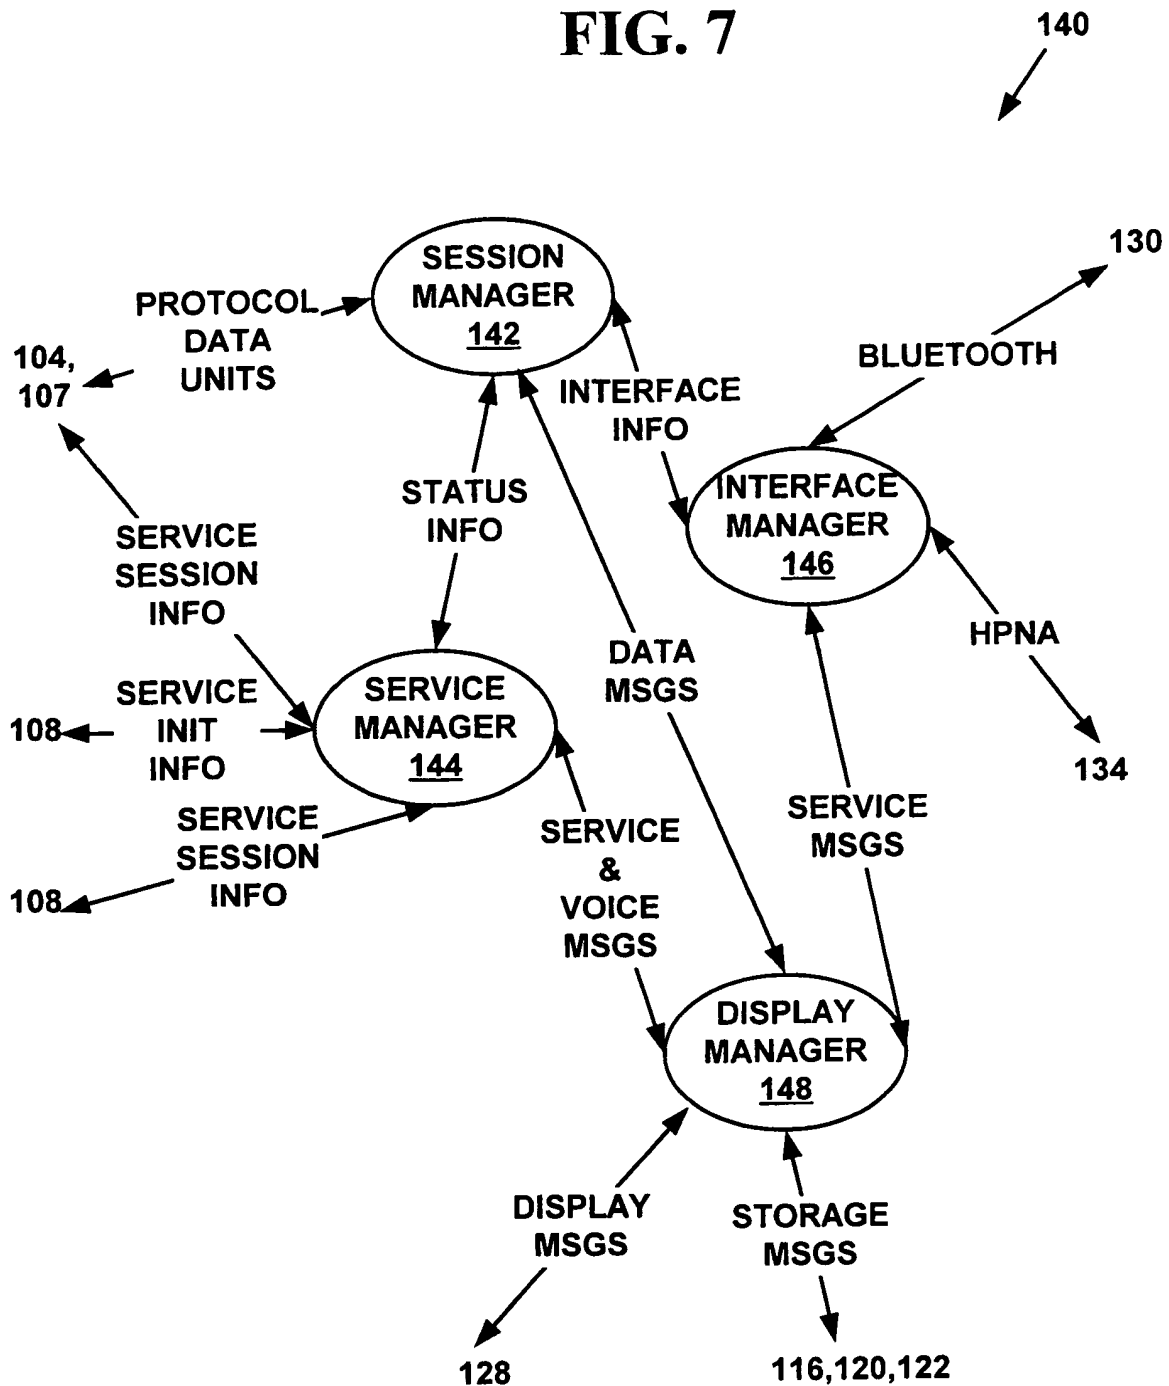 FIG. 7
140
SESSION
MANAGER
142
130
PROTOCOL
DATA
UNITS
104,
107
BLUETOOTH
INTERFACE
INFO
STATUS
INFO
INTERFACE
MANAGER
146
SERVICE
SESSION
INFO
HPNA
DATA
MSGS
SERVICE
MANAGER
144
SERVICE
INIT
INFO
108
134
SERVICE
SESSION
INFO
108
SERVICE
&
VOICE
MSGS
SERVICE
MSGS
DISPLAY
MANAGER
148
DISPLAY
MSGS
STORAGE
MSGS
128
116,120,122